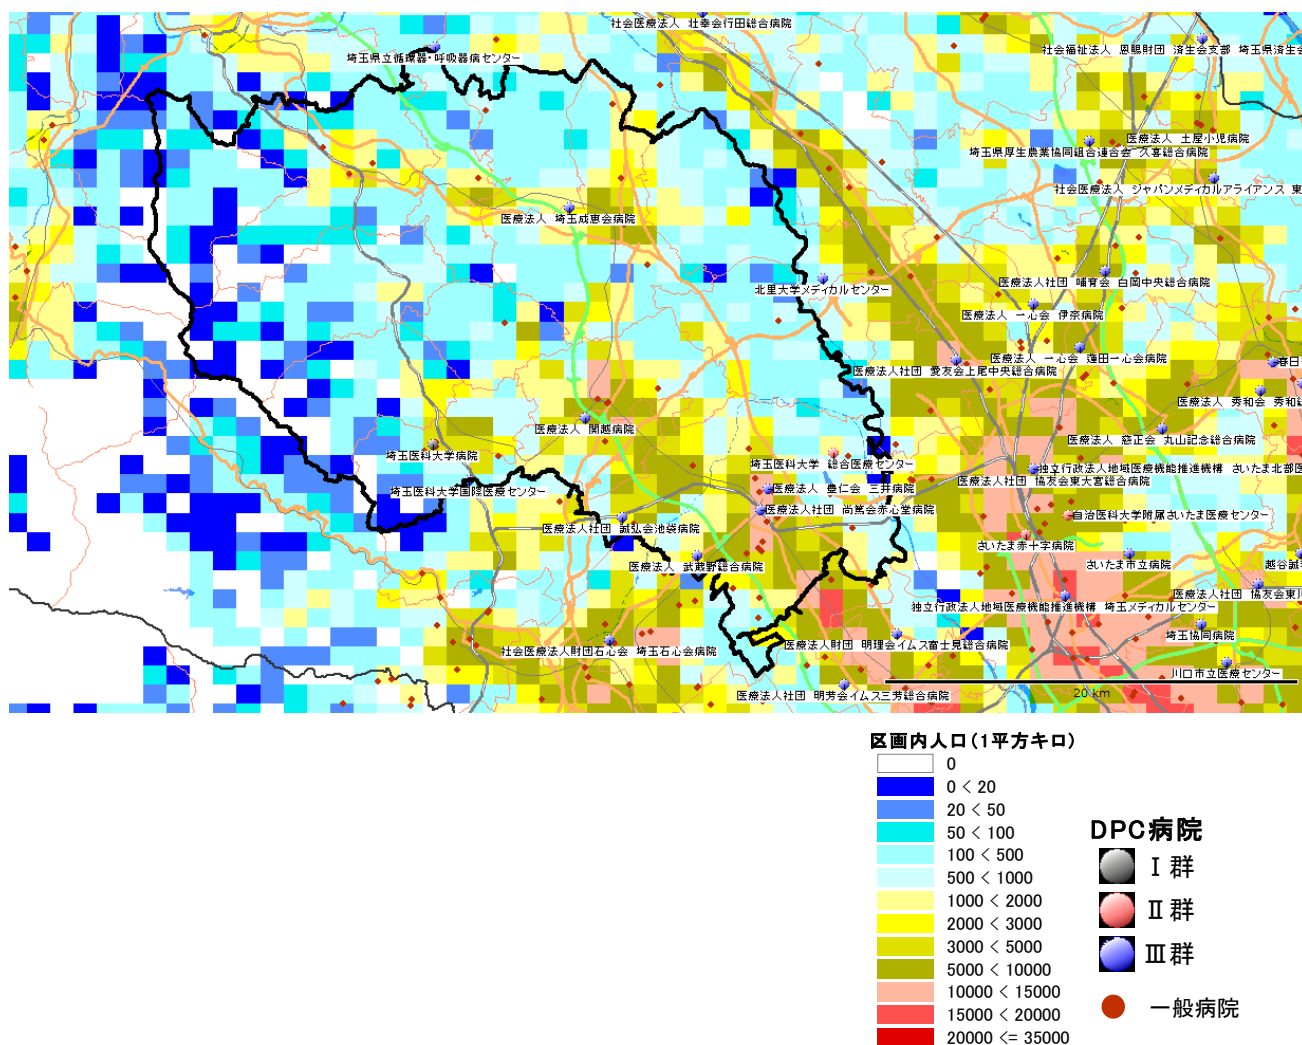 社会医療法人 壮幸会行田総合病院
埼玉県立循環器・呼吸器病センター
社会福祉法人 恩賜財団 済生会支部 埼玉県済生会
医療法人 土屋小児病院
埼玉県厚生農業協同組合連合会 久喜総合病院
社会医療法人 ジャパンメディカルアライアンス 東
医療法人 埼玉成恵会病院
医療法人社団 哺育会 白岡中央総合病院
北里大学メディカルセンター
医療法人 一心会 伊奈病院
医療法人 一心会 蓮田一心会病院
春日
医療法人社団 愛友会上尾中央総合病院
医療法人 秀和会 秀和総
医療法人 関越病院
医療法人 慈正会 丸山記念総合病院
埼玉医科大学病院
埼玉医科大学 総合医療センター
独立行政法人地域医療機能推進機構 さいたま北部医
医療法人社団 協友会東大宮総合病院
埼玉医科大学国際医療センター
医療法人 豊仁会 三井病院
医療法人社団 尚篤会赤心堂病院
自治医科大学附属さいたま医療センター
医療法人社団 誠弘会池袋病院
さいたま赤十字病院
医療法人 武蔵野総合病院
さいたま市立病院
越谷誠
医療法人社団 協友会東川
独立行政法人地域医療機能推進機構 埼玉メディカルセンター
埼玉協同病院
医療法人財団 明理会イムス富士見総合病院
社会医療法人財団石心会 埼玉石心会病院
川口市立医療センター
医療法人社団 明芳会イムス三芳総合病院
20 km
区画内人口(1平方キロ)
0
0 < 20
20 < 50
50 < 100
100 < 500
500 < 1000
1000 < 2000
2000 < 3000
3000 < 5000
5000 < 10000
10000 < 15000
15000 < 20000
20000 <= 35000
DPC病院
Ⅰ群
Ⅱ群
Ⅲ群
一般病院